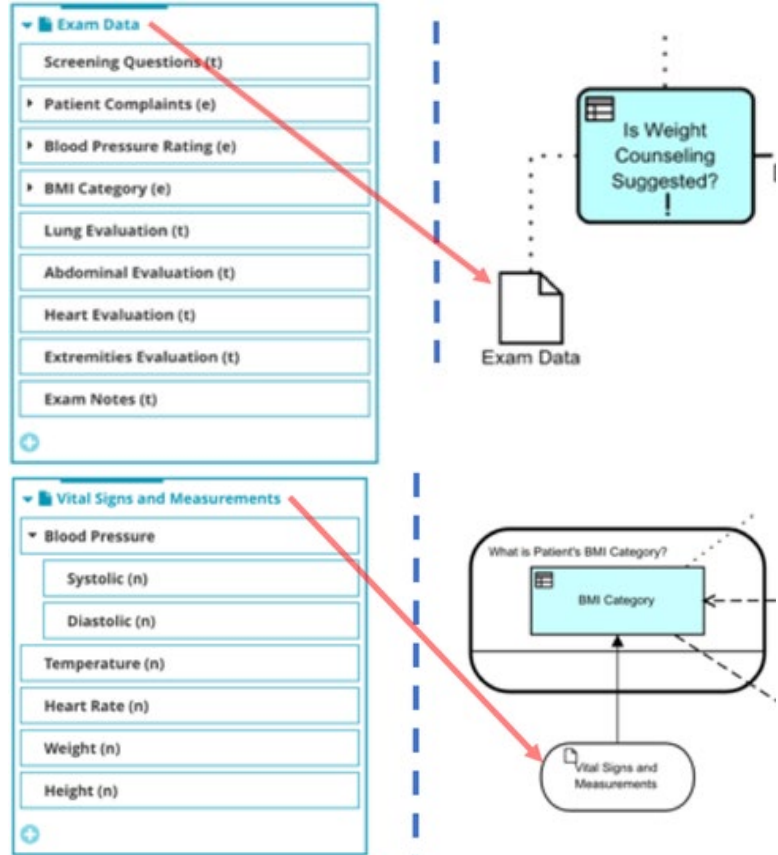 Exam Data
Screening Questions (t)
Patient Complaints (e)
Blood Pressure Rating (e)
BMI Category (e)
Lung Evaluation (t)
Abdominal Evaluation (t)
Heart Evaluation (t)
Extremities Evaluation (t)
Exam Notes (t)
Is Weight
Counseling
Suggested?
!
Exam Data
Vital Signs and Measurements
Blood Pressure
Systolic (n)
Diastolic (n)
Temperature (n)
Heart Rate (n)
Weight (n)
Height (n)
What is Patient's BMI Category?
BMI Category
Vital Signs and
Measurements